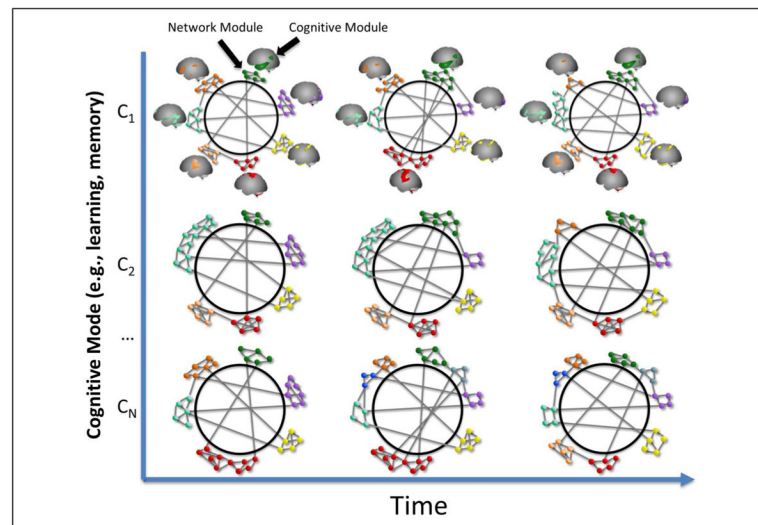 Network Module
Cognitive Module
Cognitive Mode (e.g., learning, memory)
C1
C2
...
CN
Time